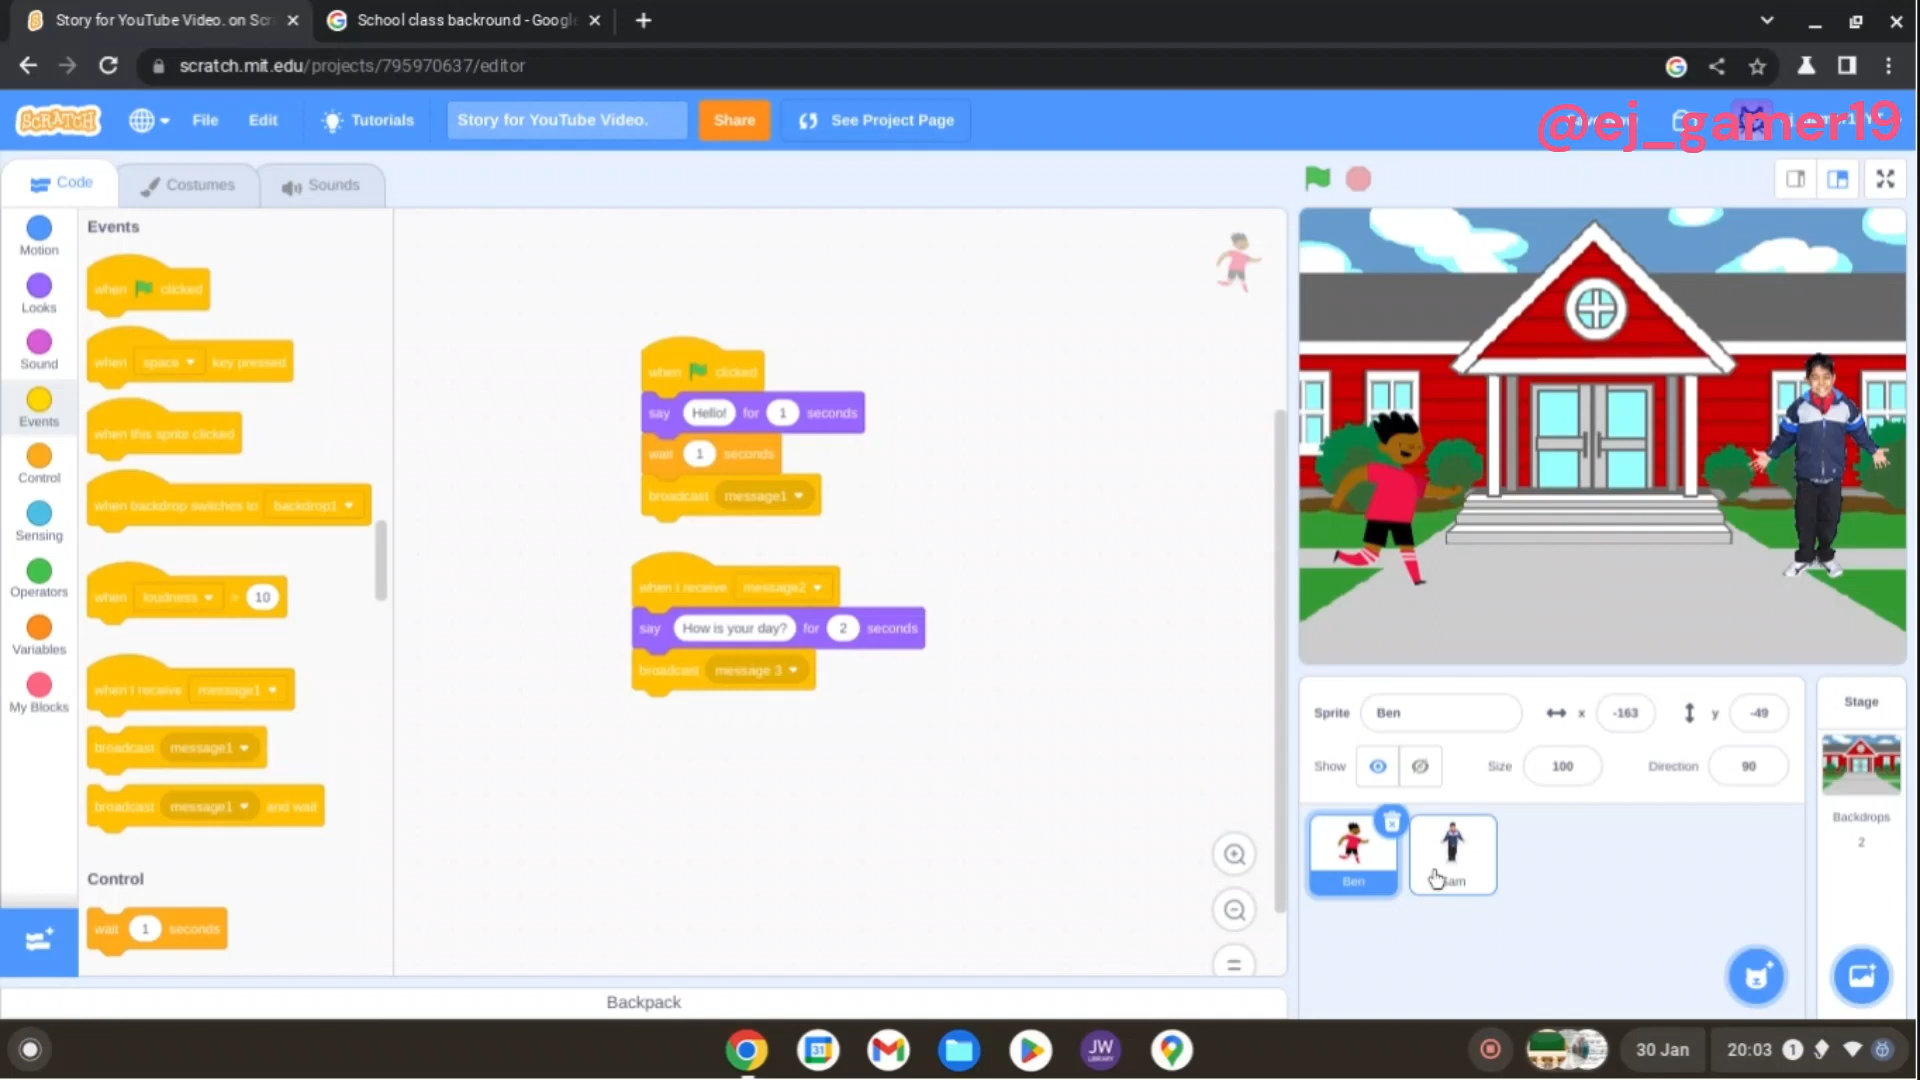 Story for YouTube Video. on Scr
School class backround - Googl
scratch.mit.edu/projects/795970637/editor
SCRATCH
File
Edit
Tutorials
Story for YouTube Video.
Share
See Project Page
@ej_gamer19
Code
Costumes
Sounds
Motion
Looks
Sound
Events
Control
Sensing
Operators
Variables
My Blocks
Events
when clicked
when space key pressed
when this sprite clicked
when backdrop switches to backdrop1
when loudness > 10
when I receive message1
broadcast message1
broadcast message1 and wait
Control
wait 1 seconds
when clicked
say Hello! for 1 seconds
wait 1 seconds
broadcast message1
when I receive message2
say How is your day? for 2 seconds
broadcast message 3
Backpack
Sprite Ben x -163 y -49
Show Size 100 Direction 90
Ben
Stage
Backdrops
2
31
JW
LIBRARY
30 Jan
20:03
1